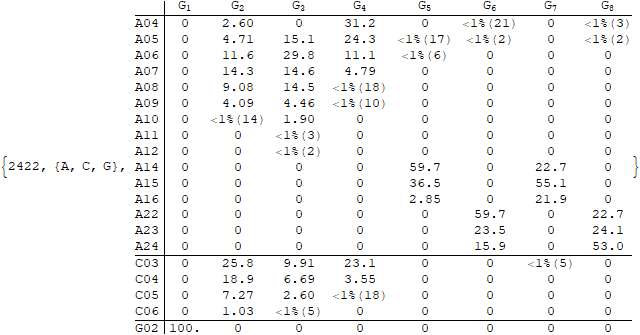 G₁ G₂ G₃ G₄ G₅ G₆ G₇ G₈
A04 0 2.60 0 31.2 0 <1%(21) 0 <1%(3)
A05 0 4.71 15.1 24.3 <1%(17) <1%(2) 0 <1%(2)
A06 0 11.6 29.8 11.1 <1%(6) 0 0 0
A07 0 14.3 14.6 4.79 0 0 0 0
A08 0 9.08 14.5 <1%(18) 0 0 0 0
A09 0 4.09 4.46 <1%(10) 0 0 0 0
A10 0 <1%(14) 1.90 0 0 0 0 0
A11 0 0 <1%(3) 0 0 0 0 0
A12 0 0 <1%(2) 0 0 0 0 0
{2422, {A, C, G}, A14 0 0 0 0 59.7 0 22.7 0 }
A15 0 0 0 0 36.5 0 55.1 0
A16 0 0 0 0 2.85 0 21.9 0
A22 0 0 0 0 0 59.7 0 22.7
A23 0 0 0 0 0 23.5 0 24.1
A24 0 0 0 0 0 15.9 0 53.0
C03 0 25.8 9.91 23.1 0 0 <1%(5) 0
C04 0 18.9 6.69 3.55 0 0 0 0
C05 0 7.27 2.60 <1%(18) 0 0 0 0
C06 0 1.03 <1%(5) 0 0 0 0 0
G02 100. 0 0 0 0 0 0 0